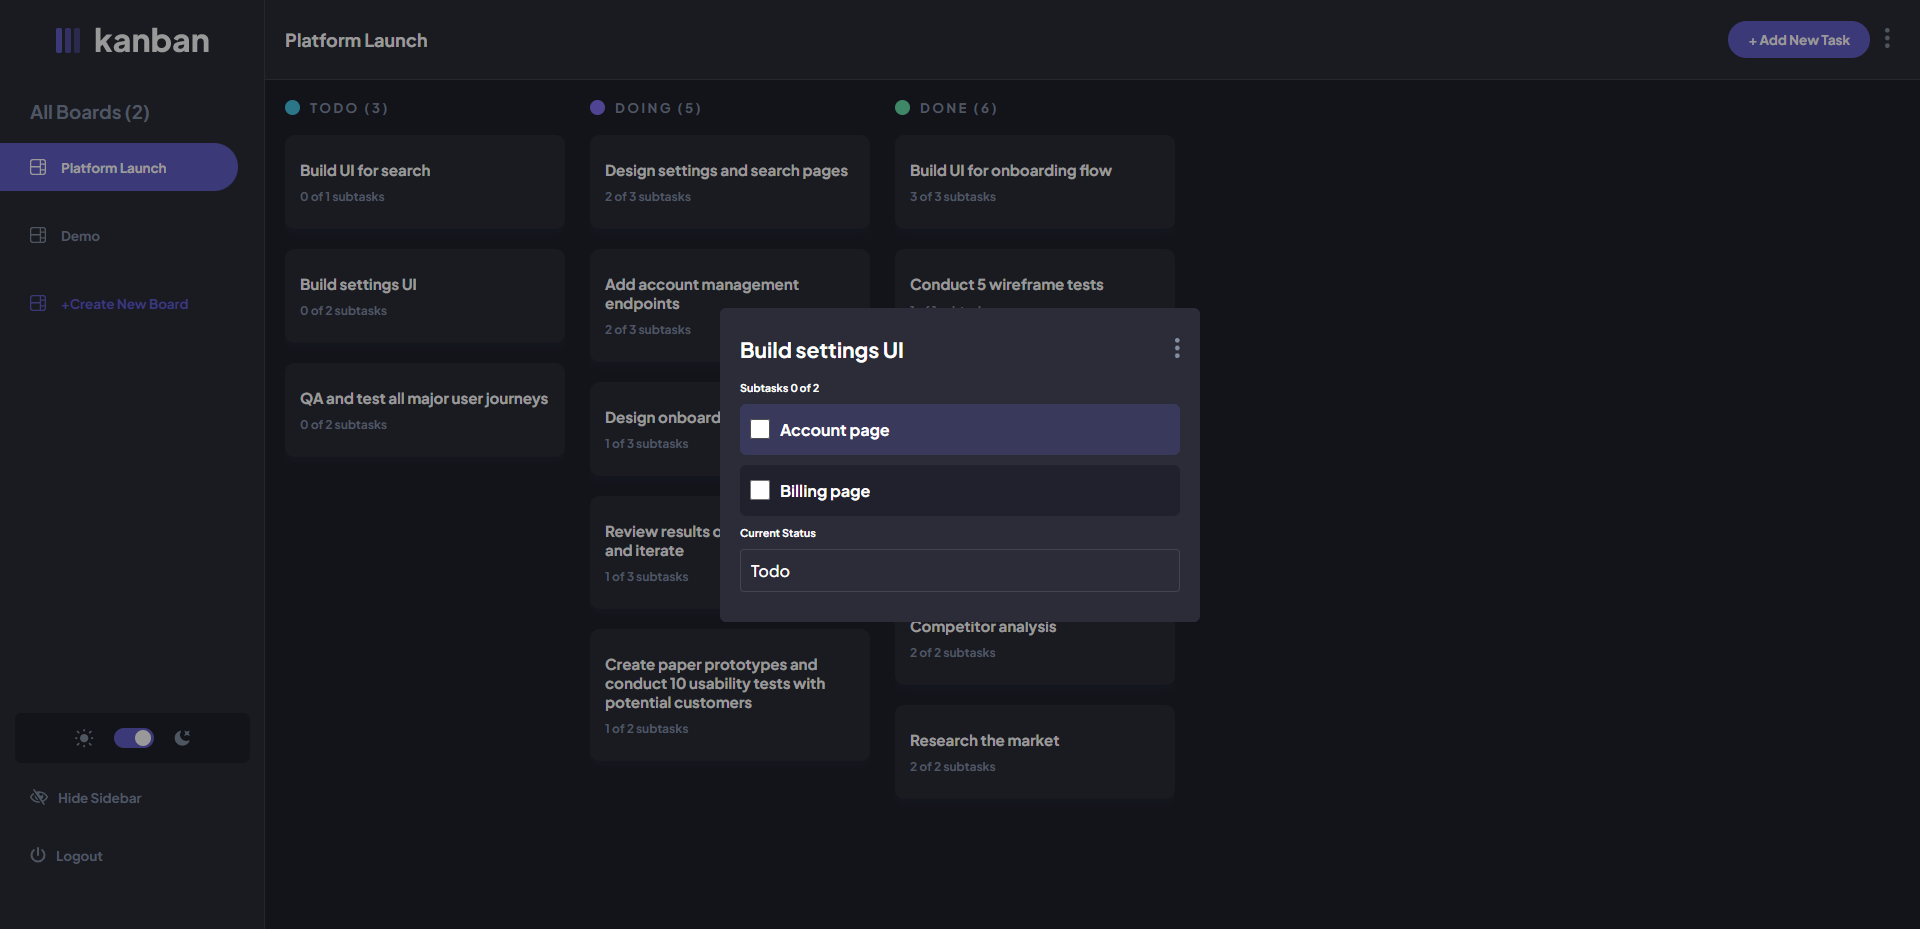 kanban
Platform Launch
+ Add New Task
All Boards (2)
Platform Launch
Demo
+Create New Board
Hide Sidebar
Logout
TODO (3)
Build UI for search
0 of 1 subtasks
Build settings UI
0 of 2 subtasks
QA and test all major user journeys
0 of 2 subtasks
DOING (5)
Design settings and search pages
2 of 3 subtasks
Add account management
endpoints
2 of 3 subtasks
Design onboard
1 of 3 subtasks
Review results
and iterate
1 of 3 subtasks
Create paper prototypes and
conduct 10 usability tests with
potential customers
1 of 2 subtasks
DONE (6)
Build UI for onboarding flow
3 of 3 subtasks
Conduct 5 wireframe tests
Competitor analysis
2 of 2 subtasks
Research the market
2 of 2 subtasks
Build settings UI
Subtasks 0 of 2
Account page
Billing page
Current Status
Todo